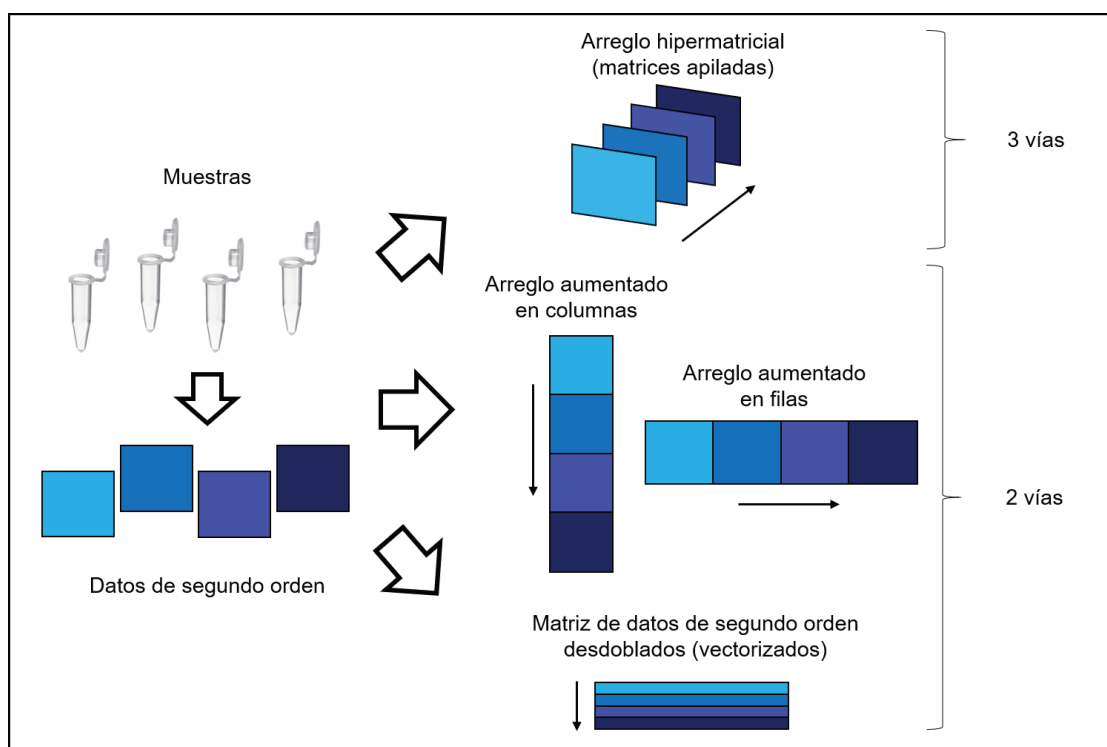 Muestras
Datos de segundo orden
Arreglo hipermatricial
(matrices apiladas)
3 vías
Arreglo aumentado
en columnas
Arreglo aumentado
en filas
2 vías
Matriz de datos de segundo orden
desdoblados (vectorizados)